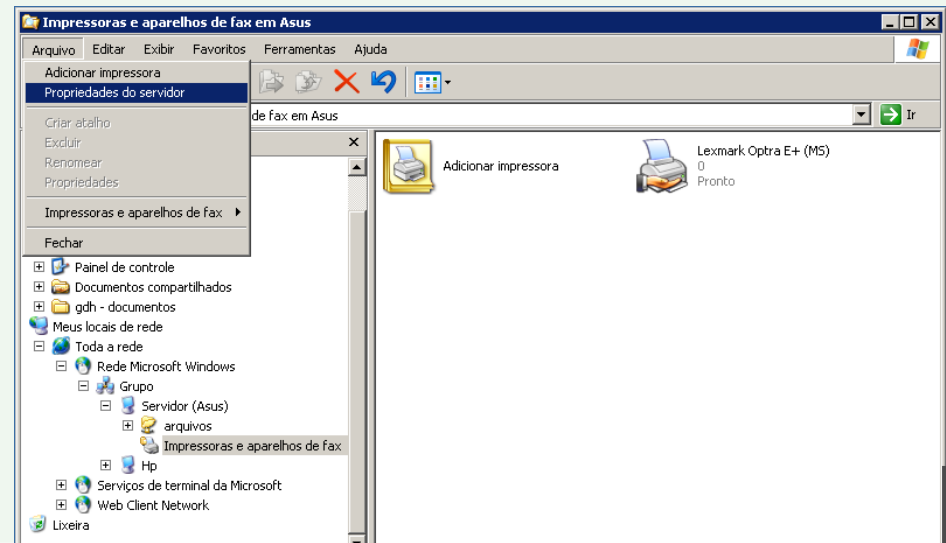 Impressoras e aparelhos de fax em Asus
Arquivo Editar Exibir Favoritos Ferramentas Ajuda
Adicionar impressora
Propriedades do servidor
Criar atalho
Excluir
Renomear
Propriedades
Impressoras e aparelhos de fax
Fechar
de fax em Asus
Ir
Painel de controle
Documentos compartilhados
gdh - documentos
Meus locais de rede
Toda a rede
Rede Microsoft Windows
Grupo
Servidor (Asus)
arquivos
Impressoras e aparelhos de fax
Hp
Serviços de terminal da Microsoft
Web Client Network
Lixeira
Adicionar impressora
Lexmark Optra E+ (MS)
0
Pronto